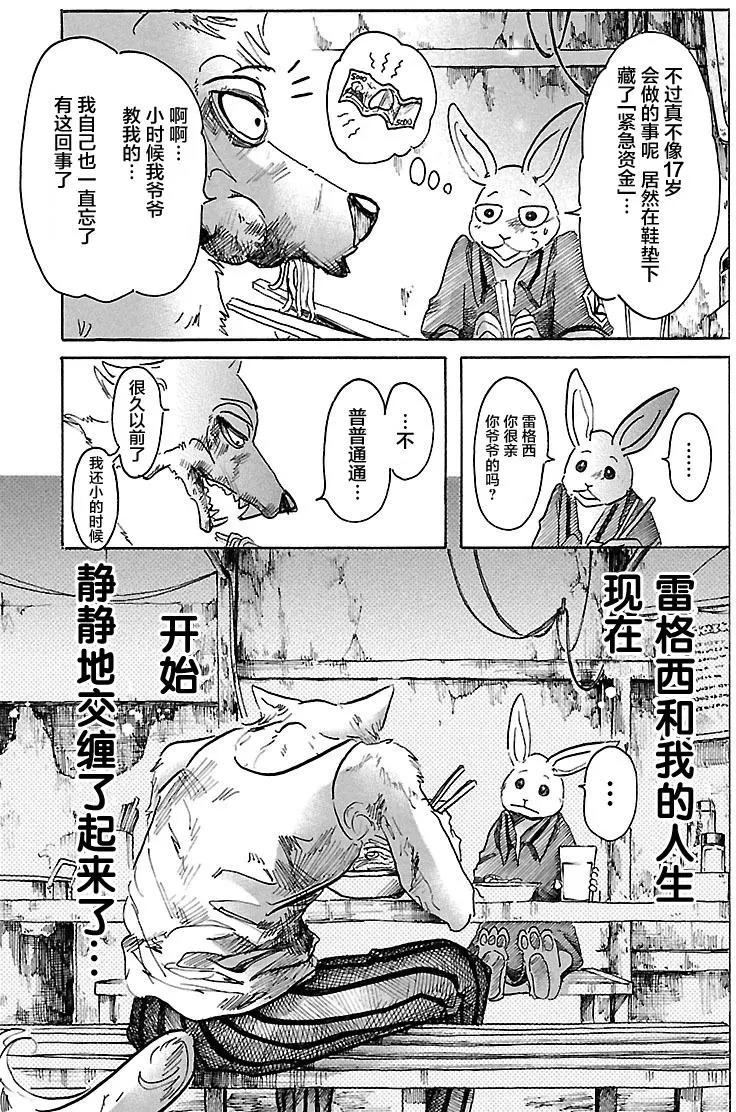 不过真不像17岁
会做的事呢 居然在鞋垫下
藏了「紧急资金」…
啊啊…
小时候我爷爷
教我的…
我自己也一直忘了
有这回事了
……
雷格西
你很亲
你爷爷的吗?
…不
普普通通…
很久以前了
我还小的时候
雷格西和我的人生
现在
…
开始
静静地交缠了起来了…